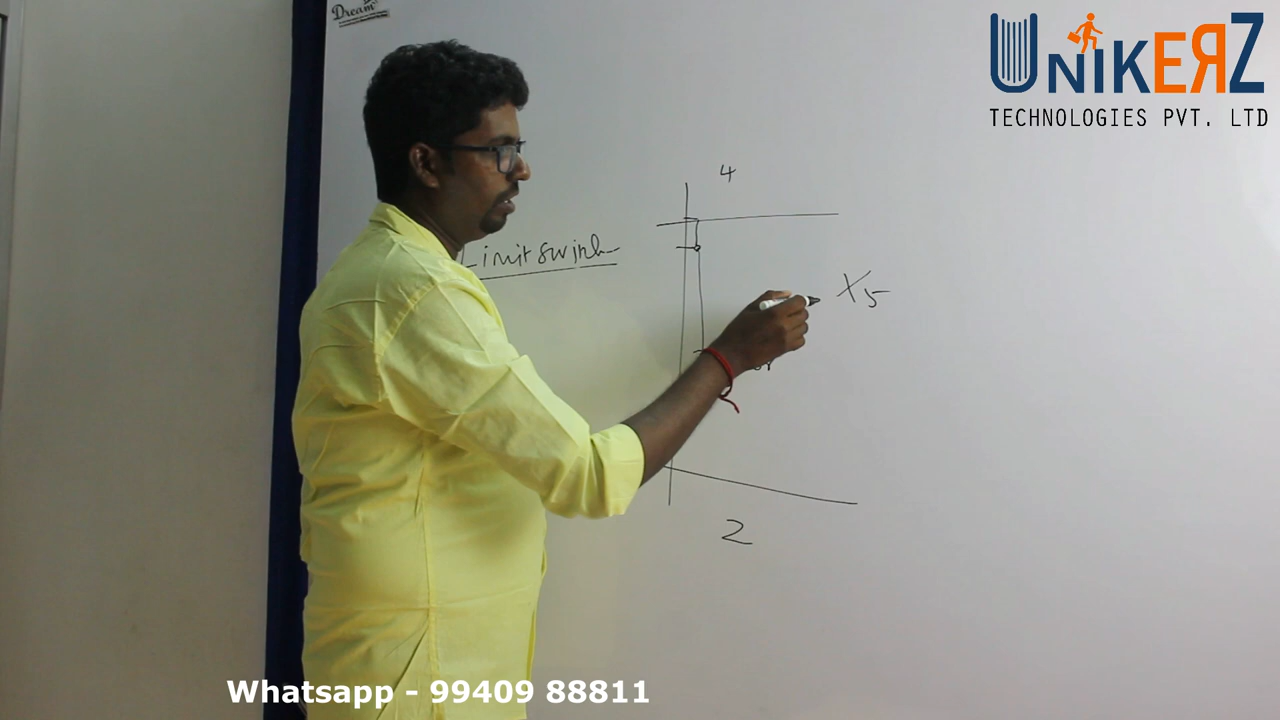 Dream
UNIKERZ
TECHNOLOGIES PVT. LTD
4
Limit switch
X5
2
Whatsapp - 99409 88811